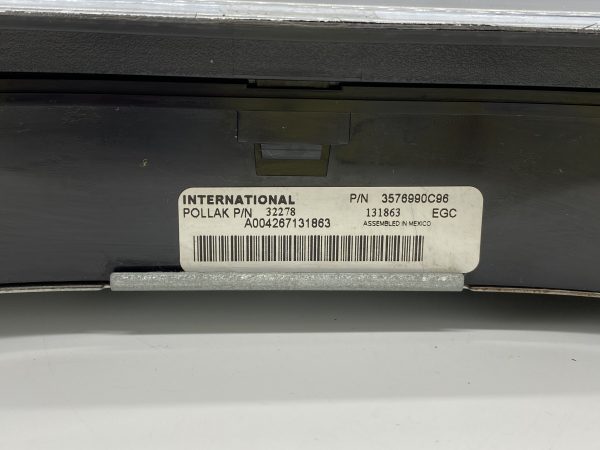 INTERNATIONAL P/N 3576990C96
POLLAK P/N 32278 131863 EGC
A004267131863 ASSEMBLED IN MEXICO